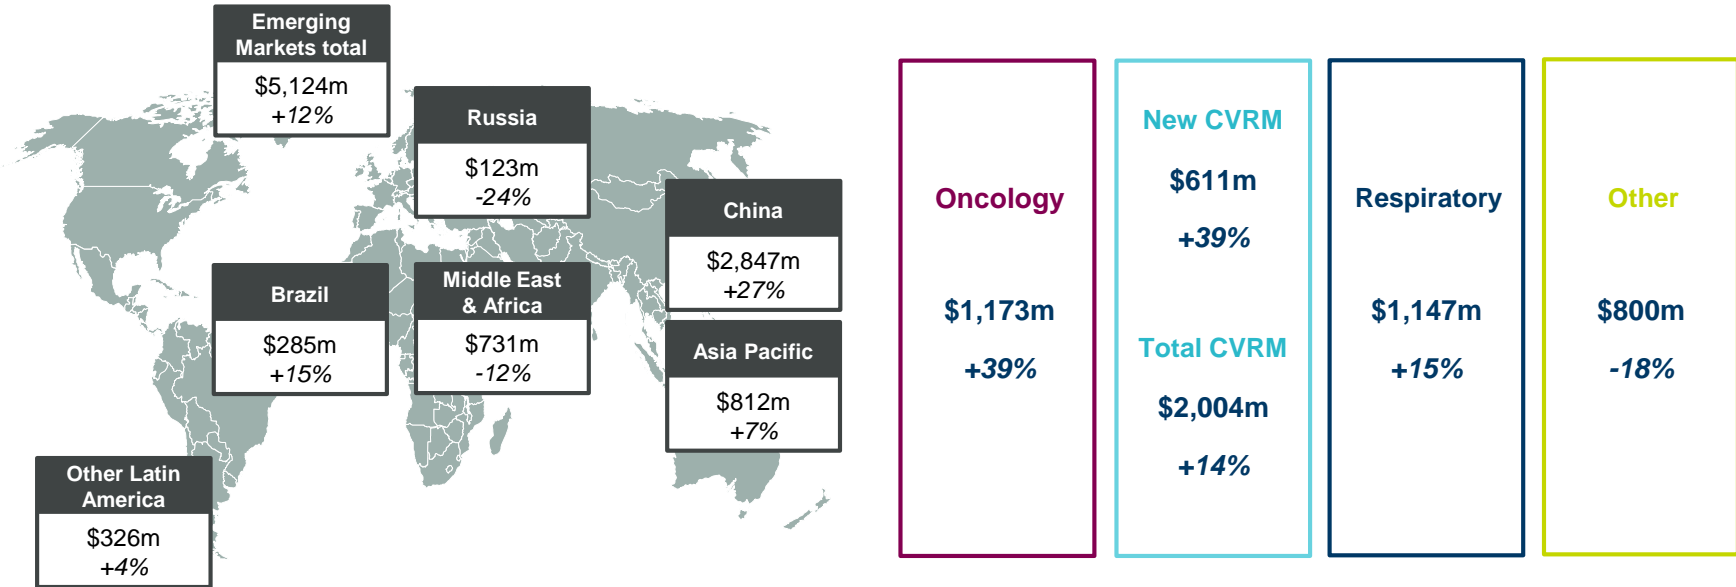 Emerging
Markets total
$5,124m
+12%
Russia
$123m
-24%
China
$2,847m
+27%
Brazil
$285m
+15%
Middle East
& Africa
$731m
-12%
Asia Pacific
$812m
+7%
Other Latin
America
$326m
+4%
Oncology
$1,173m
+39%
New CVRM
$611m
+39%
Total CVRM
$2,004m
+14%
Respiratory
$1,147m
+15%
Other
$800m
-18%